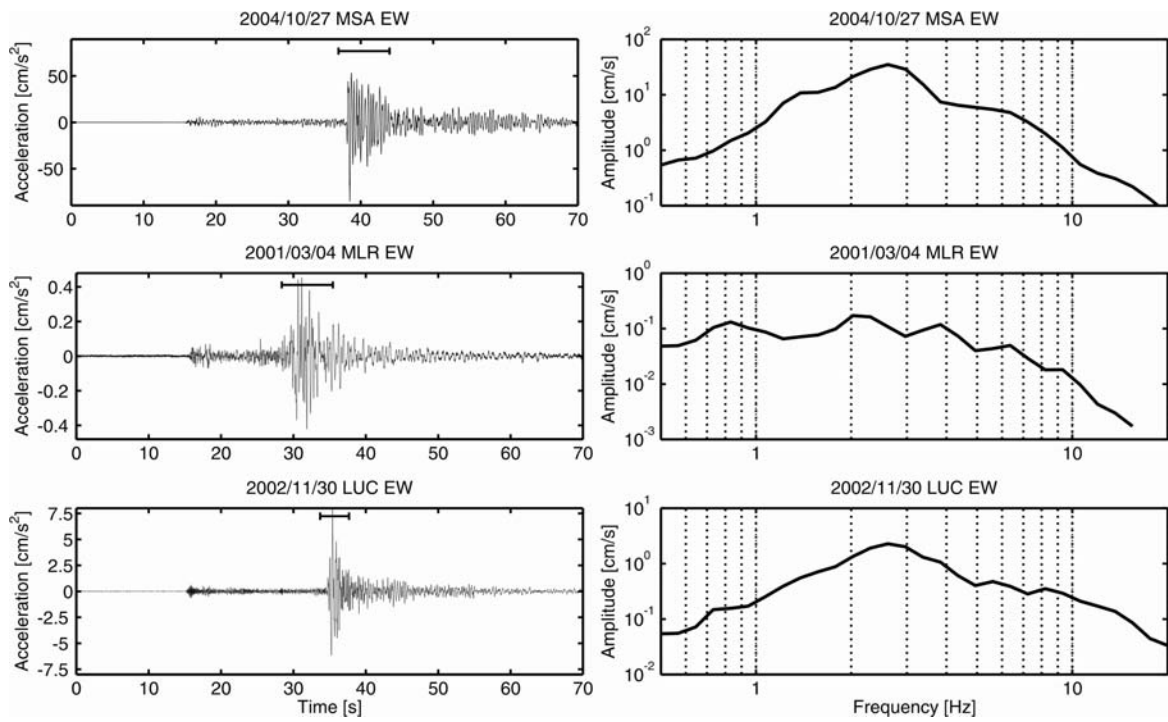 2004/10/27 MSA EW
Acceleration [cm/s²]
50
0
-50
0 10 20 30 40 50 60 70
2004/10/27 MSA EW
Amplitude [cm/s]
10²
10¹
10⁰
10⁻¹
1 10
2001/03/04 MLR EW
Acceleration [cm/s²]
0.4
0.2
0
-0.2
-0.4
0 10 20 30 40 50 60 70
2001/03/04 MLR EW
Amplitude [cm/s]
10⁰
10⁻¹
10⁻²
10⁻³
1 10
2002/11/30 LUC EW
Acceleration [cm/s²]
7.5
5
2.5
0
-2.5
-5
-7.5
0 10 20 30 40 50 60 70
Time [s]
2002/11/30 LUC EW
Amplitude [cm/s]
10¹
10⁰
10⁻¹
10⁻²
1 10
Frequency [Hz]